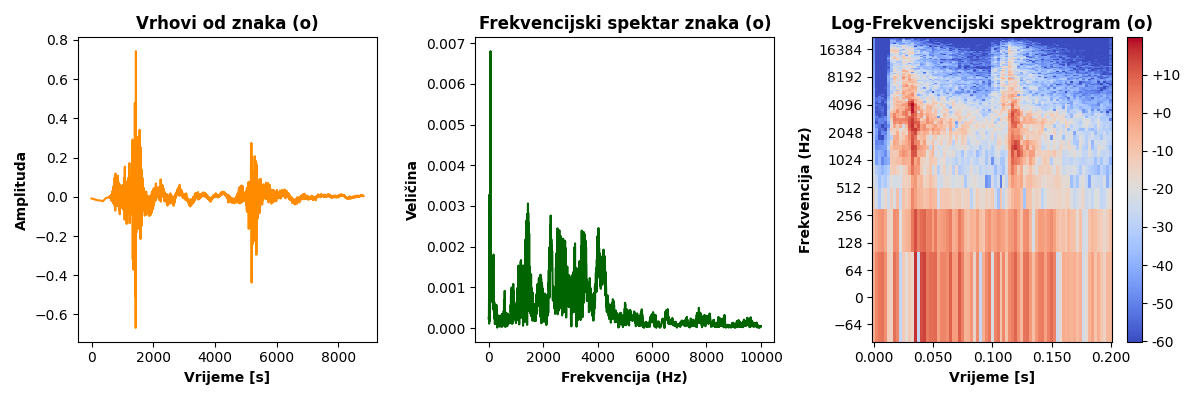 Vrhovi od znaka (o)
0.8
0.6
0.4
0.2
0.0
−0.2
−0.4
−0.6
0 2000 4000 6000 8000
Amplituda
Vrijeme [s]
Frekvencijski spektar znaka (o)
0.007
0.006
0.005
0.004
0.003
0.002
0.001
0.000
0 2000 4000 6000 8000 10000
Veličina
Frekvencija (Hz)
Log-Frekvencijski spektrogram (o)
16384
8192
4096
2048
1024
512
256
128
64
0
−64
0.000 0.050 0.100 0.150 0.200
Frekvencija (Hz)
Vrijeme [s]
+10
+0
-10
-20
-30
-40
-50
-60